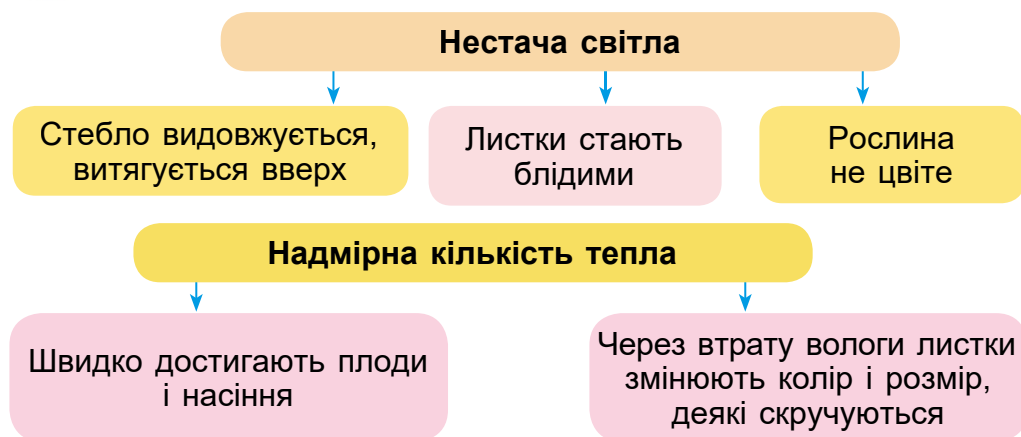 Нестача світла
Стебло видовжується,
витягується вверх
Листки стають
блідими
Рослина
не цвіте
Надмірна кількість тепла
Швидко достигають плоди
і насіння
Через втрату вологи листки
змінюють колір і розмір,
деякі скручуються